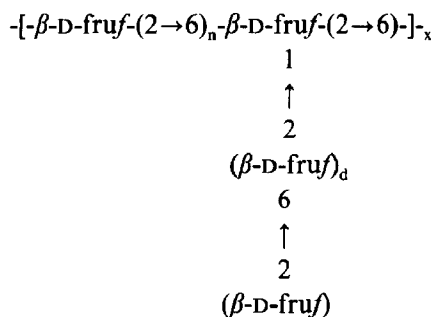 -[-β-D-fruf-(2→6)ₙ-β-D-fruf-(2→6)-]-ₓ
1
↑
2
(β-D-fruf)d
6
↑
2
(β-D-fruf)